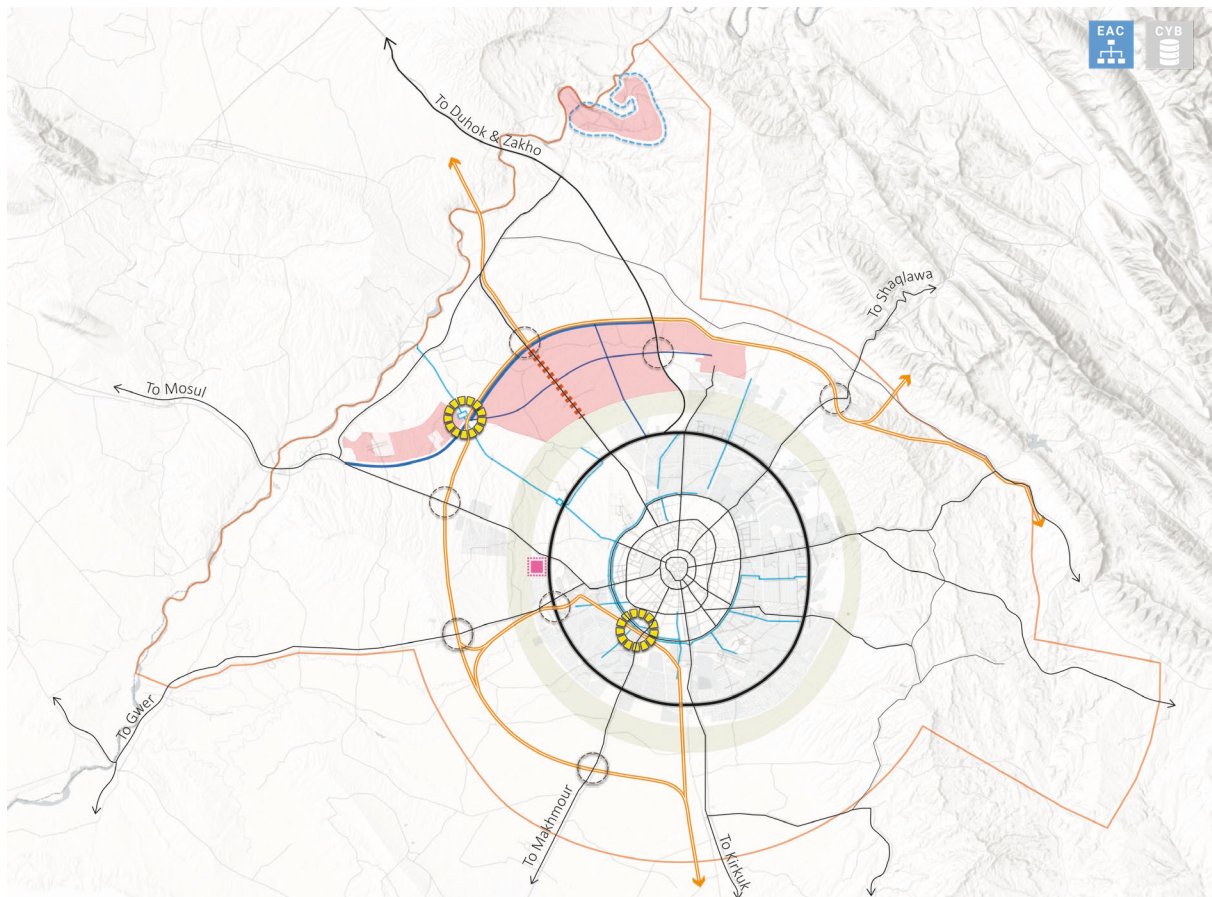 EAC
CYB
To Duhok & Zakho
To Shaqlawa
To Mosul
To Gwer
To Makhmour
To Kirkuk